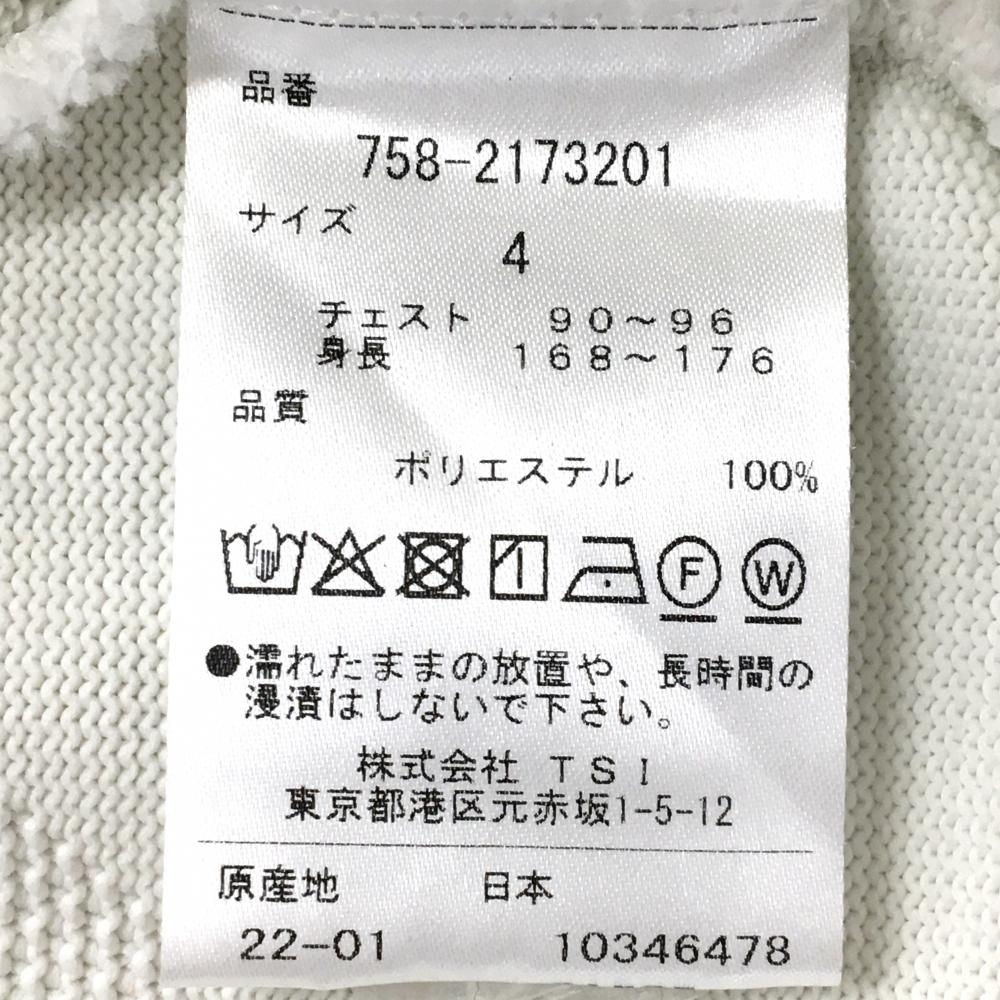 品番
758-2173201
サイズ
4
チェスト 90~96
身長 168~176
品質
ポリエステル 100%
F W
●濡れたままの放置や、長時間の
浸漬はしないで下さい。
株式会社 TSI
東京都港区元赤坂1-5-12
原産地 日本
22-01 10346478